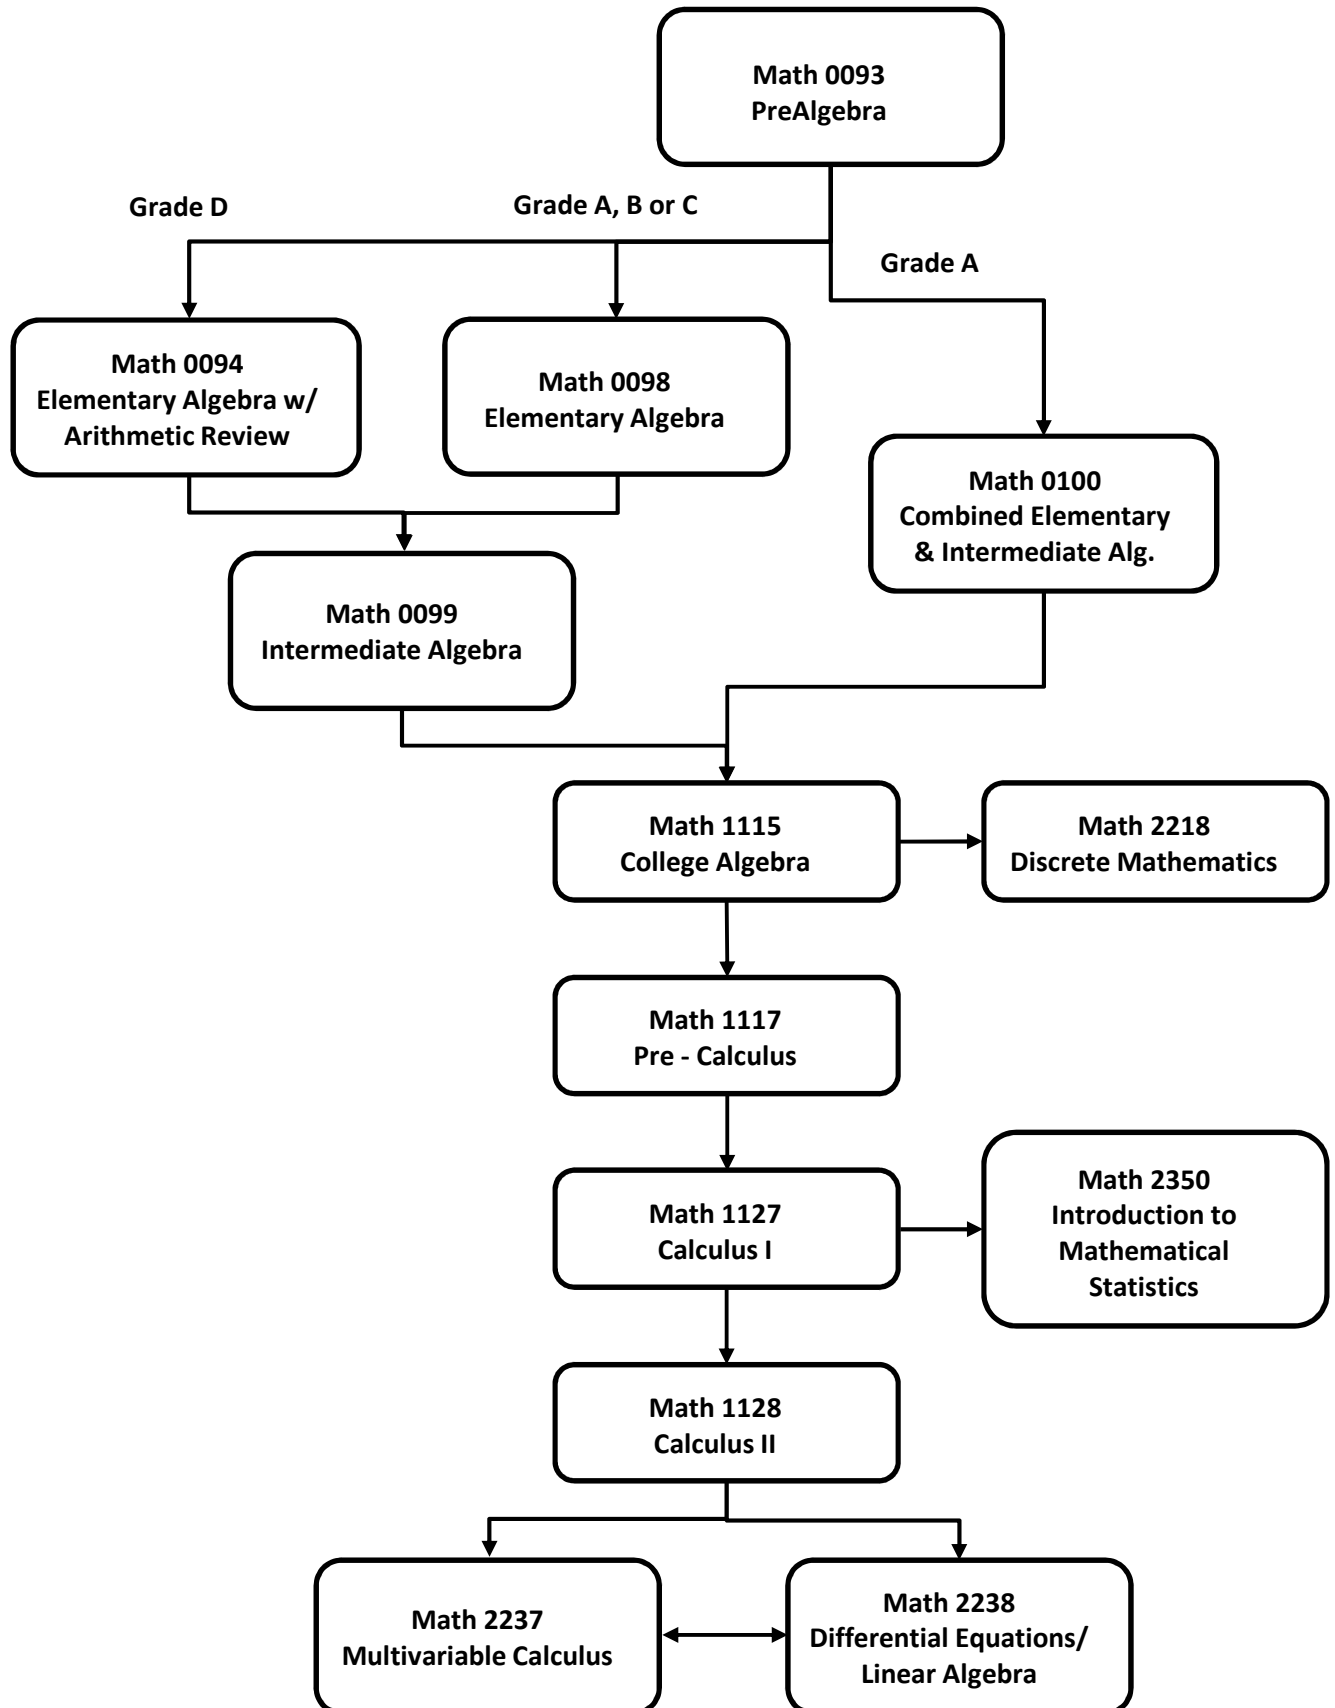 Math 0093
PreAlgebra
Grade D
Grade A, B or C
Grade A
Math 0094
Elementary Algebra w/
Arithmetic Review
Math 0098
Elementary Algebra
Math 0100
Combined Elementary
& Intermediate Alg.
Math 0099
Intermediate Algebra
Math 1115
College Algebra
Math 2218
Discrete Mathematics
Math 1117
Pre - Calculus
Math 1127
Calculus I
Math 2350
Introduction to
Mathematical
Statistics
Math 1128
Calculus II
Math 2237
Multivariable Calculus
Math 2238
Differential Equations/
Linear Algebra